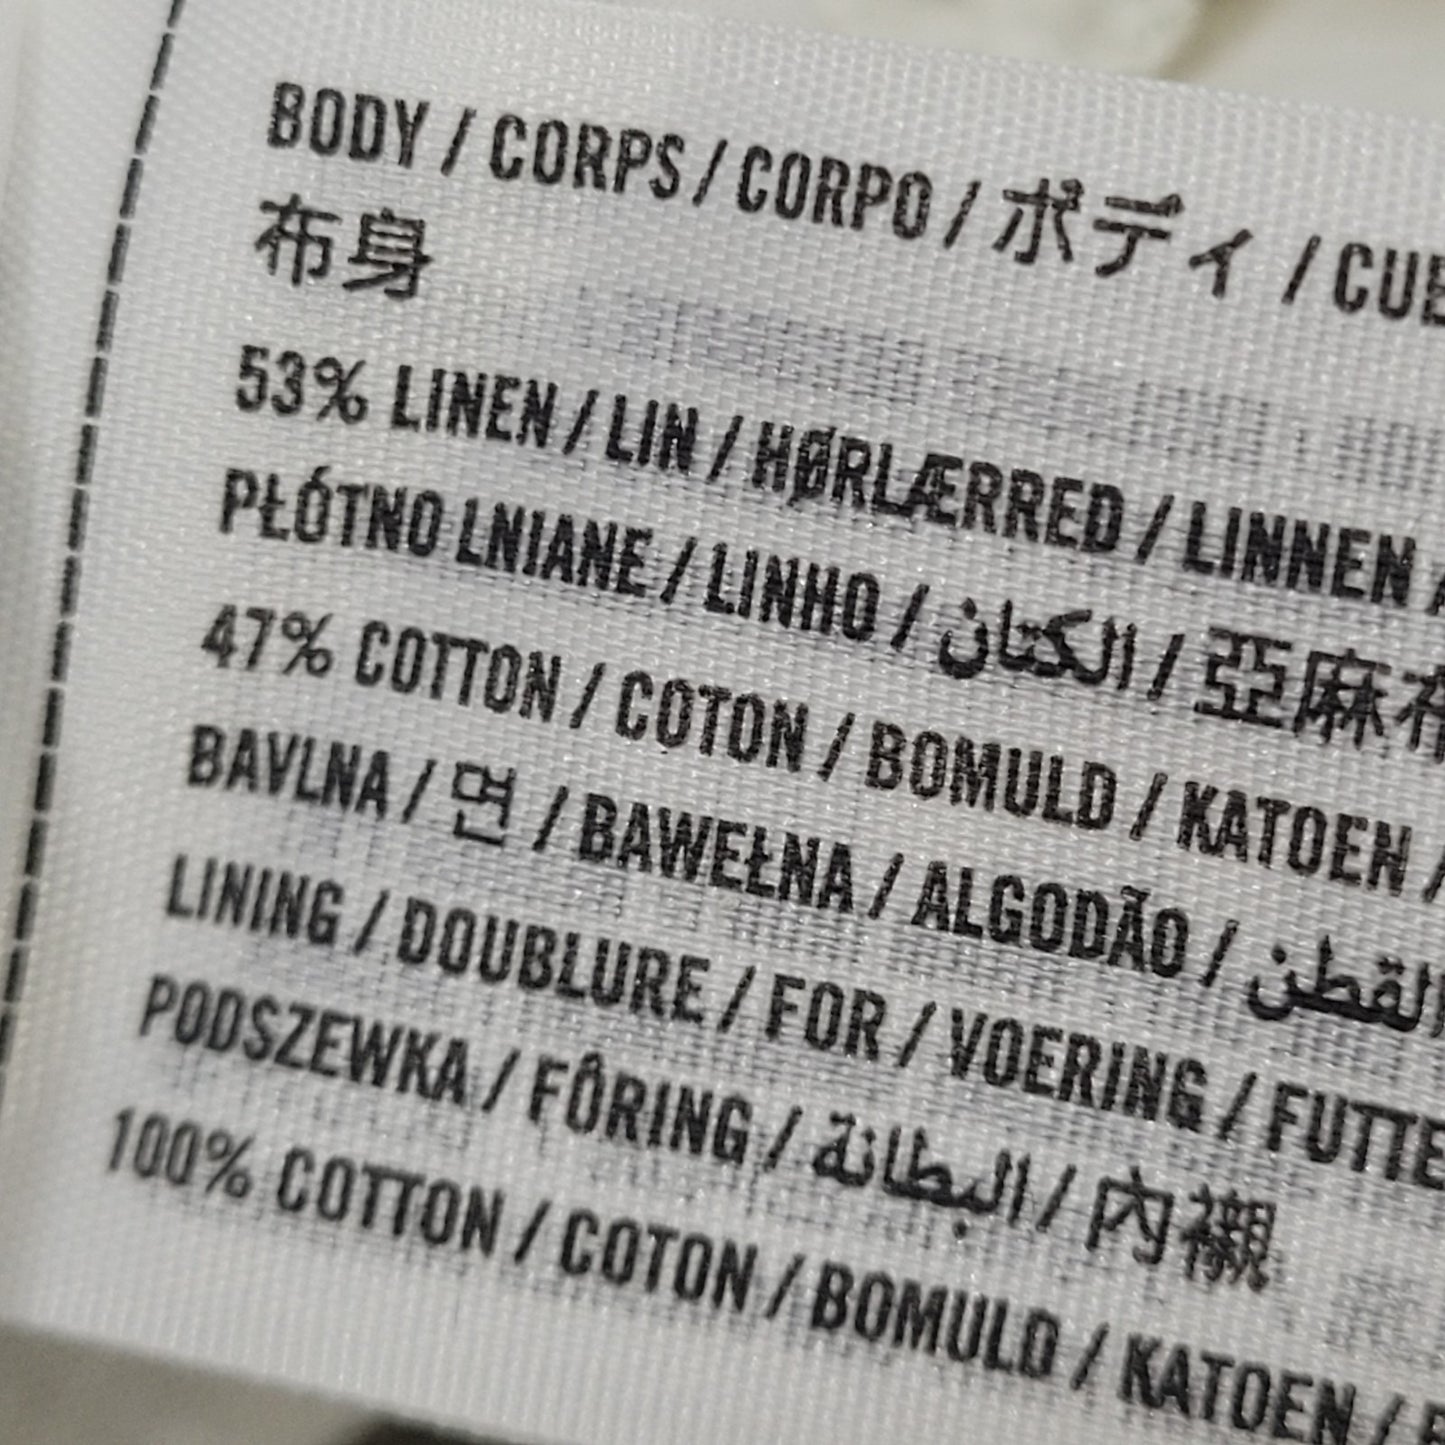 BODY / CORPS / CORPO / ボディ / CUE
布身
53% LINEN / LIN / HØRLÆRRED / LINNEN /
PŁÓTNO LNIANE / LINHO / الكتان / 亞麻布
47% COTTON / COTON / BOMULD / KATOEN /
BAVLNA / 면 / BAWEŁNA / ALGODÃO / القطن
LINING / DOUBLURE / FOR / VOERING / FUTTE
PODSZEWKA / FÔRING / البطانة / 內襯
100% COTTON / COTON / BOMULD / KATOEN /